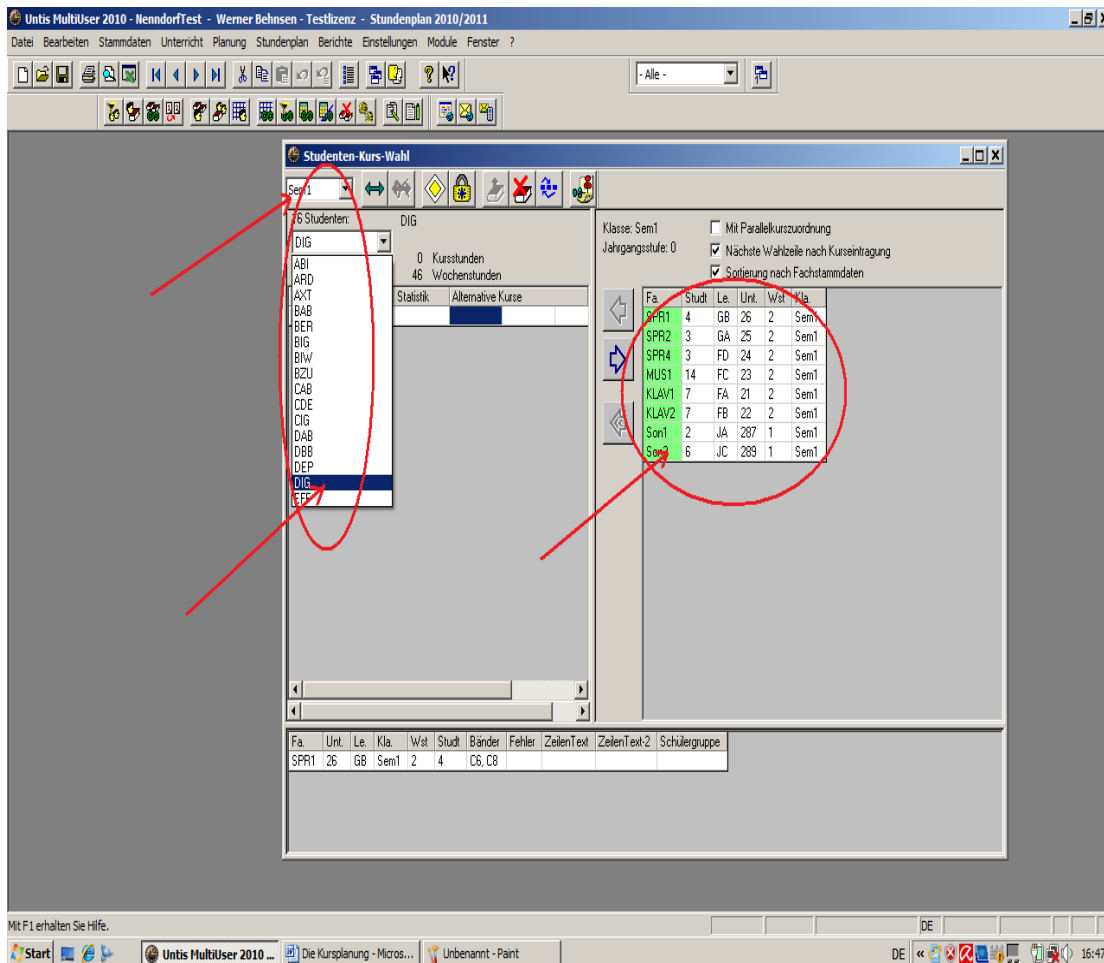 Untis MultiUser 2010 - NenndorfTest - Werner Behnsen - Testlizenz - Stundenplan 2010/2011
Datei Bearbeiten Stammdaten Unterricht Planung Stundenplan Berichte Einstellungen Module Fenster ?
- Alle -
Studenten-Kurs-Wahl
Sem1
16 Studenten: DIG
DIG
0 Kursstunden
46 Wochenstunden
Statistik Alternative Kurse
ABI
ARD
AXT
BAB
BER
BIG
BIW
BZU
CAB
CDE
CIG
DAB
DBB
DEP
DIG
EFE
Klasse: Sem1
Jahrgangsstufe: 0
Mit Parallelkurszuordnung
Nächste Wahlzeile nach Kurseintragung
Sortierung nach Fachstammdaten
Fa. Studt Le. Unt. Wst Kla.
SPR1 4 GB 26 2 Sem1
SPR2 3 GA 25 2 Sem1
SPR4 3 FD 24 2 Sem1
MUS1 14 FC 23 2 Sem1
KLAV1 7 FA 21 2 Sem1
KLAV2 7 FB 22 2 Sem1
Son1 2 JA 287 1 Sem1
6 JC 289 1 Sem1
Fa. Unt. Le. Kla. Wst Studt Bänder Fehler ZeilenText ZeilenText-2 Schülergruppe
SPR1 26 GB Sem1 2 4 C6, C8
Mit F1 erhalten Sie Hilfe.
DE
Start Untis MultiUser 2010 ... Die Kursplanung - Micros... Unbenannt - Paint DE « 16:47